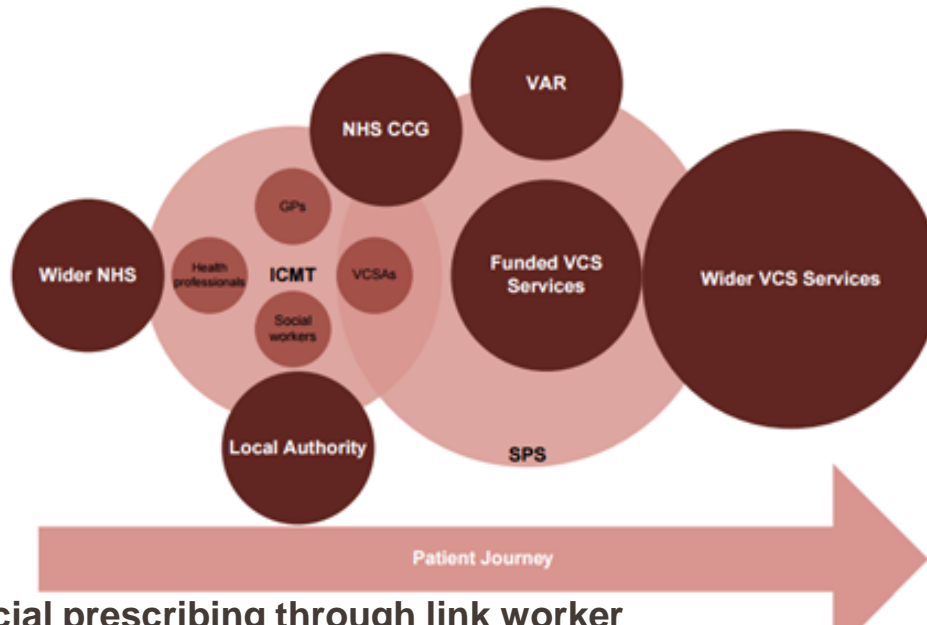 VAR
NHS CCG
GPs
Wider NHS
Health
professionals
ICMT
VCSAs
Funded VCS
Services
Wider VCS Services
Social
workers
Local Authority
SPS
Patient Journey
cial prescribing through link worker